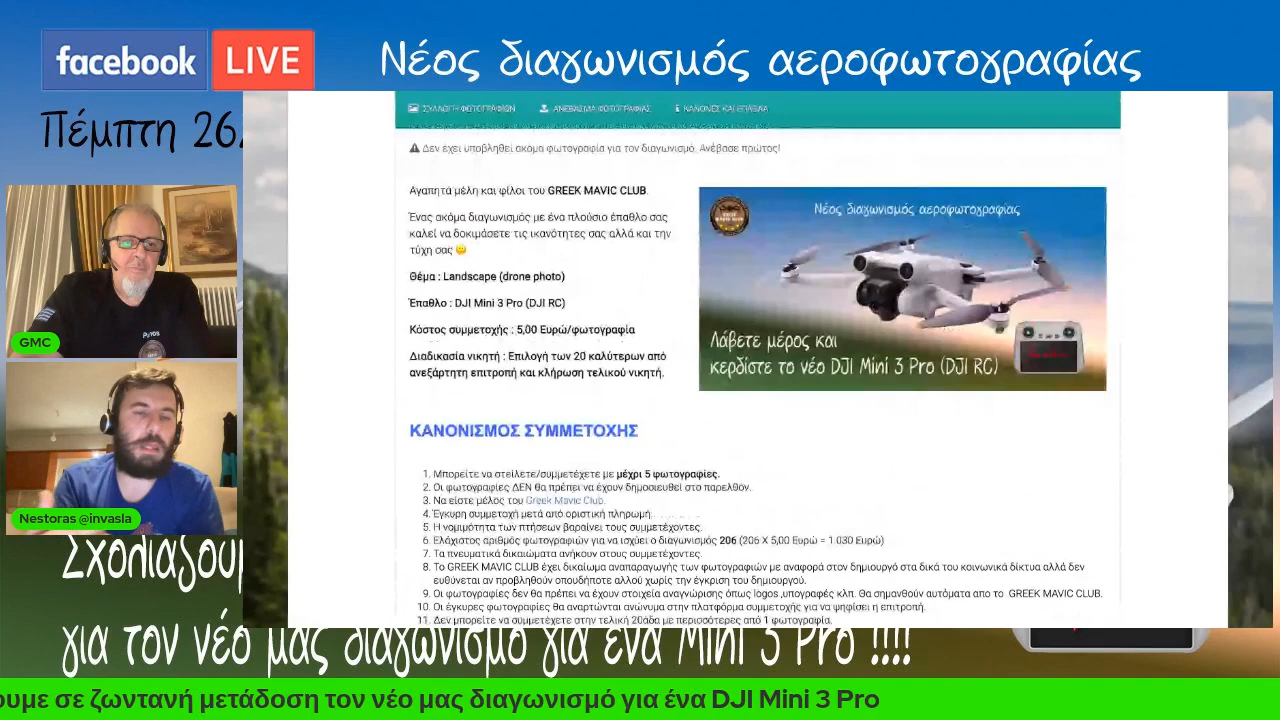 facebook LIVE
Νέος διαγωνισμός αεροφωτογραφίας
Πέμπτη 26
ΣΥΛΛΟΓΗ ΦΩΤΟΓΡΑΦΙΩΝ ΑΝΕΒΑΣΜΑ ΦΩΤΟΓΡΑΦΙΑΣ ΚΑΝΟΝΕΣ ΚΑΙ ΕΠΑΘΛΑ
Δεν έχει υποβληθεί ακόμα φωτογραφία για τον διαγωνισμό. Ανέβασε πρώτος!
Αγαπητά μέλη και φίλοι του GREEK MAVIC CLUB.
Ένας ακόμα διαγωνισμός με ένα πλούσιο έπαθλο σας
καλεί να δοκιμάσετε τις ικανότητες σας αλλά και την
τύχη σας 🙂
Θέμα : Landscape (drone photo)
Έπαθλο : DJI Mini 3 Pro (DJI RC)
Κόστος συμμετοχής : 5,00 Ευρώ/φωτογραφία
Διαδικασία νικητή : Επιλογή των 20 καλύτερων από
ανεξάρτητη επιτροπή και κλήρωση τελικού νικητή.
Νέος διαγωνισμός αεροφωτογραφίας
Λάβετε μέρος και
κερδίστε το νέο DJI Mini 3 Pro (DJI RC)
ΚΑΝΟΝΙΣΜΟΣ ΣΥΜΜΕΤΟΧΗΣ
1. Μπορείτε να στείλετε/συμμετέχετε με μέχρι 5 φωτογραφίες.
2. Οι φωτογραφίες ΔΕΝ θα πρέπει να έχουν δημοσιευθεί στο παρελθόν.
3. Να είστε μέλος του Greek Mavic Club.
4. Έγκυρη συμμετοχή μετά από οριστική πληρωμή.
5. Η νομιμότητα των πτήσεων βαραίνει τους συμμετέχοντες.
6. Ελάχιστος αριθμός φωτογραφιών για να ισχύει ο διαγωνισμός 206 (206 Χ 5,00 Ευρώ = 1.030 Ευρώ)
7. Τα πνευματικά δικαιώματα ανήκουν στους συμμετέχοντες.
8. Το GREEK MAVIC CLUB έχει δικαίωμα αναπαραγωγής των φωτογραφιών με αναφορά στον δημιουργό στα δικά του κοινωνικά δίκτυα αλλά δεν
ευθύνεται αν προβληθούν οπουδήποτε αλλού χωρίς την έγκριση του δημιουργού.
9. Οι φωτογραφίες δεν θα πρέπει να έχουν στοιχεία αναγνώρισης όπως logos ,υπογραφές κλπ. Θα σημανθούν αυτόματα απο το GREEK MAVIC CLUB.
10. Οι έγκυρες φωτογραφίες θα αναρτώνται ανώνυμα στην πλατφόρμα συμμετοχής για να ψηφίσει η επιτροπή.
11. Δεν μπορείτε να συμμετέχετε στην τελική 20άδα με περισσότερες από 1 φωτογραφία.
GMC
Nestoras @invasla
Σχολιάζουμ
για τον νέο μας διαγωνισμό για ένα Mini 3 Pro !!!!
ουμε σε ζωντανή μετάδοση τον νέο μας διαγωνισμό για ένα DJI Mini 3 Pro